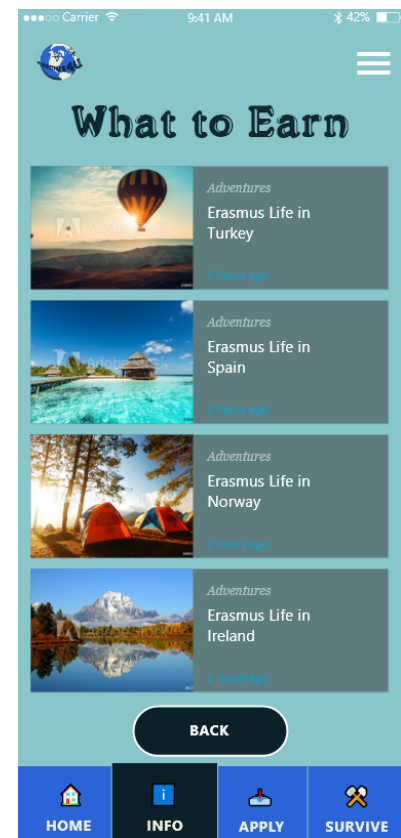 ●●●○○ Carrier 9:41 AM 42%
What to Earn
Adventures
Erasmus Life in
Turkey
2 hours ago
Adventures
Erasmus Life in
Spain
2 hours ago
Adventures
Erasmus Life in
Norway
2 hours ago
Adventures
Erasmus Life in
Ireland
2 hours ago
BACK
HOME INFO APPLY SURVIVE